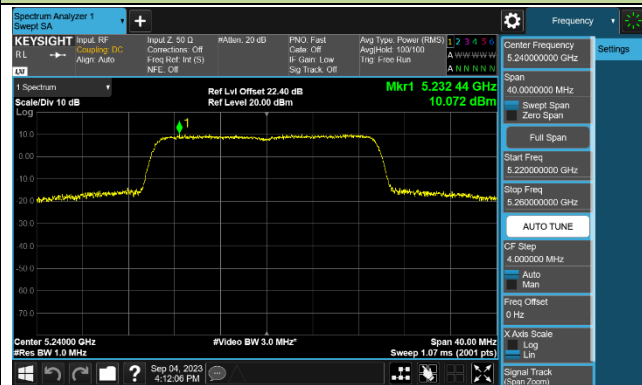 Spectrum Analyzer 1
Swept SA
Frequency
KEYSIGHT
RL
Input: RF
Coupling: DC
Align: Auto
Input Z: 50 Ω
Corrections: Off
Freq Ref: Int (S)
NFE: Off
#Atten: 20 dB
PNO: Fast
Gate: Off
IF Gain: Low
Sig Track: Off
Avg Type: Power (RMS)
Avg|Hold: 100/100
Trig: Free Run
1 2 3 4 5 6
A W W W W W
A N N N N N
1 Spectrum
Scale/Div 10 dB
Log
Ref Lvl Offset 22.40 dB
Ref Level 20.00 dBm
Mkr1 5.232 44 GHz
10.072 dBm
1
10.0
0.00
-10.0
-20.0
-30.0
-40.0
-50.0
-60.0
-70.0
Center 5.24000 GHz
#Res BW 1.0 MHz
#Video BW 3.0 MHz*
Span 40.00 MHz
Sweep 1.07 ms (2001 pts)
Sep 04, 2023
4:12:06 PM
Center Frequency
5.240000000 GHz
Span
40.0000000 MHz
Swept Span
Zero Span
Full Span
Start Freq
5.220000000 GHz
Stop Freq
5.260000000 GHz
AUTO TUNE
CF Step
4.000000 MHz
Auto
Man
Freq Offset
0 Hz
X Axis Scale
Log
Lin
Signal Track
(Span Zoom)
Settings